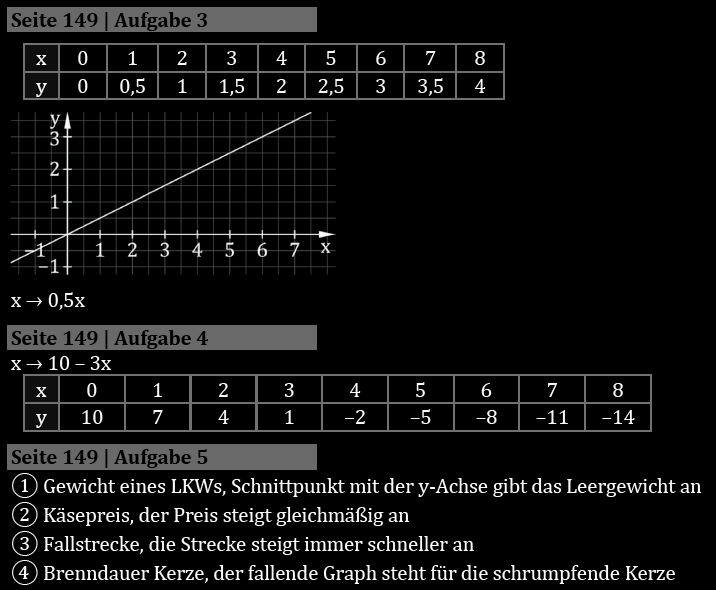 Seite 149 | Aufgabe 3
x 0 1 2 3 4 5 6 7 8
y 0 0,5 1 1,5 2 2,5 3 3,5 4
y
3
2
1
−1 1 2 3 4 5 6 7 x
−1
x → 0,5x
Seite 149 | Aufgabe 4
x → 10 – 3x
x 0 1 2 3 4 5 6 7 8
y 10 7 4 1 –2 –5 –8 –11 –14
Seite 149 | Aufgabe 5
① Gewicht eines LKWs, Schnittpunkt mit der y-Achse gibt das Leergewicht an
② Käsepreis, der Preis steigt gleichmäßig an
③ Fallstrecke, die Strecke steigt immer schneller an
④ Brenndauer Kerze, der fallende Graph steht für die schrumpfende Kerze